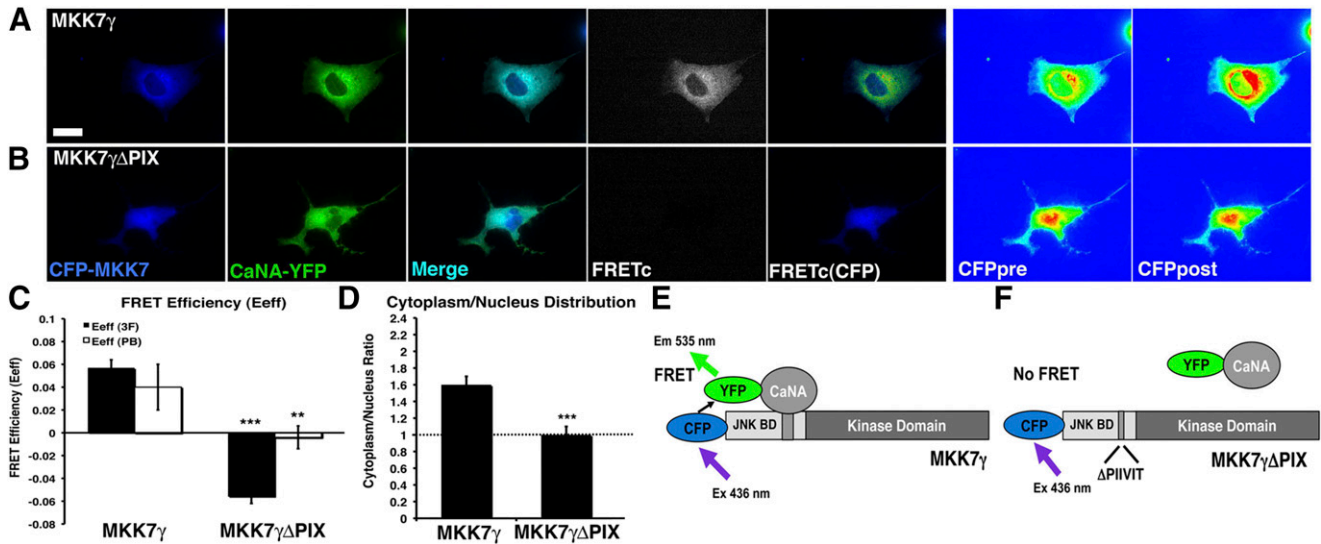 A
MKK7γ
B
MKK7γΔPIX
CFP-MKK7
CaNA-YFP
Merge
FRETc
FRETc(CFP)
CFPpre
CFPpost
C
FRET Efficiency (Eeff)
Eeff (3F)
Eeff (PB)
FRET Efficiency (Eeff)
0.1
0.08
0.06
0.04
0.02
0
-0.02
-0.04
-0.06
-0.08
***
**
MKK7γ
MKK7γΔPIX
D
Cytoplasm/Nucleus Distribution
Cytoplasm/Nucleus Ratio
2.4
2.2
2
1.8
1.6
1.4
1.2
1
0.8
0.6
0.4
0.2
0
***
MKK7γ
MKK7γΔPIX
E
Em 535 nm
FRET
YFP
CaNA
CFP
JNK BD
Kinase Domain
MKK7γ
Ex 436 nm
F
No FRET
YFP
CaNA
CFP
JNK BD
Kinase Domain
ΔPIIVIT
MKK7γΔPIX
Ex 436 nm